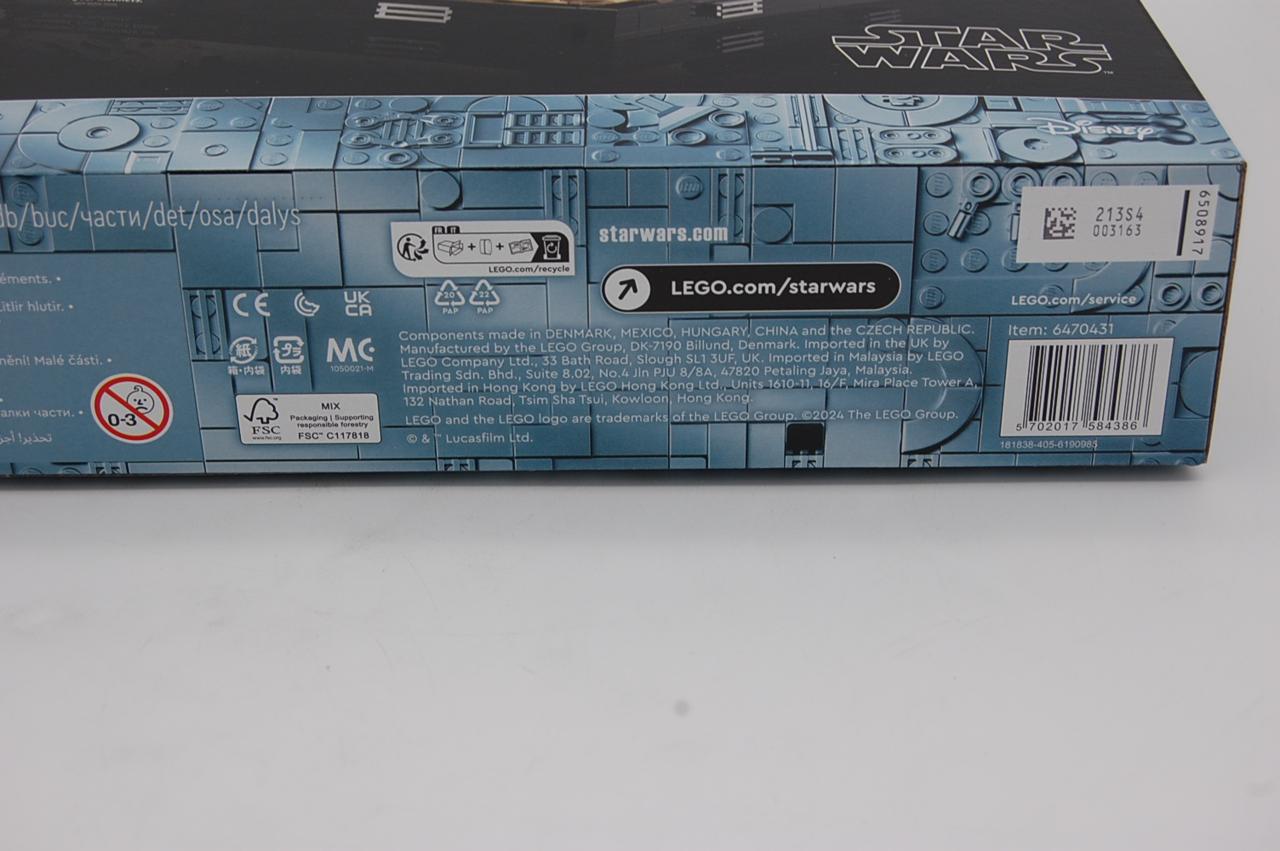 STAR
WARS™
Disney
db/buc/части/det/osa/dalys
éments. •
Litlir hlutir. •
nění! Malé části. •
алки части. •
0-3
FR IT
LEGO.com/recycle
starwars.com
LEGO.com/starwars
CE
UK
CA
20
PAP
22
PAP
紙
箱・内袋
プラ
内袋
MC
1050021-M
FSC
www.fsc.org
MIX
Packaging | Supporting
responsible forestry
FSC™ C117818
Components made in DENMARK, MEXICO, HUNGARY, CHINA and the CZECH REPUBLIC.
Manufactured by the LEGO Group, DK-7190 Billund, Denmark. Imported in the UK by
LEGO Company Ltd., 33 Bath Road, Slough SL1 3UF, UK. Imported in Malaysia by LEGO
Trading Sdn. Bhd., Suite 8.02, No.4 Jln PJU 8/8A, 47820 Petaling Jaya, Malaysia.
Imported in Hong Kong by LEGO Hong Kong Ltd., Units 1610-11, 16/F, Mira Place Tower A,
132 Nathan Road, Tsim Sha Tsui, Kowloon, Hong Kong.
LEGO and the LEGO logo are trademarks of the LEGO Group. ©2024 The LEGO Group.
© & ™ Lucasfilm Ltd.
213S4
003163
6508917
LEGO.com/service
Item: 6470431
5 702017 584386
181838-405-6190985